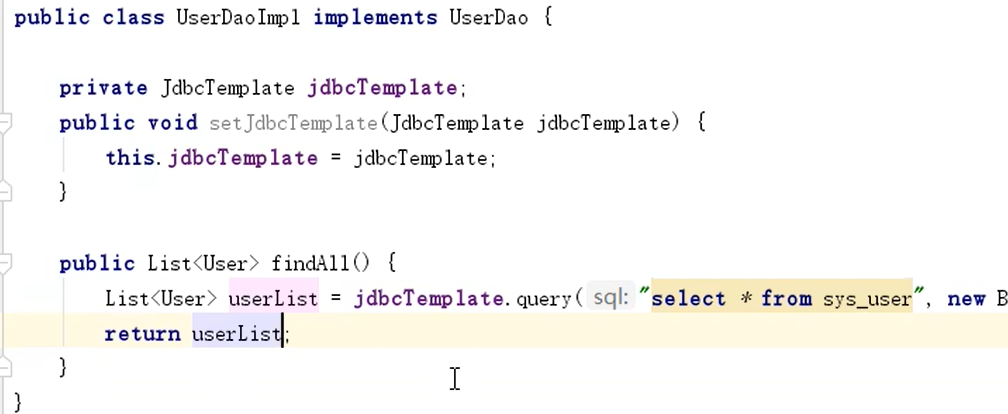 public class UserDaoImpl implements UserDao {
private JdbcTemplate jdbcTemplate;
public void setJdbcTemplate(JdbcTemplate jdbcTemplate) {
this.jdbcTemplate = jdbcTemplate;
}
public List<User> findAll() {
List<User> userList = jdbcTemplate.query( sql: "select * from sys_user", new B
return userList;
}
}